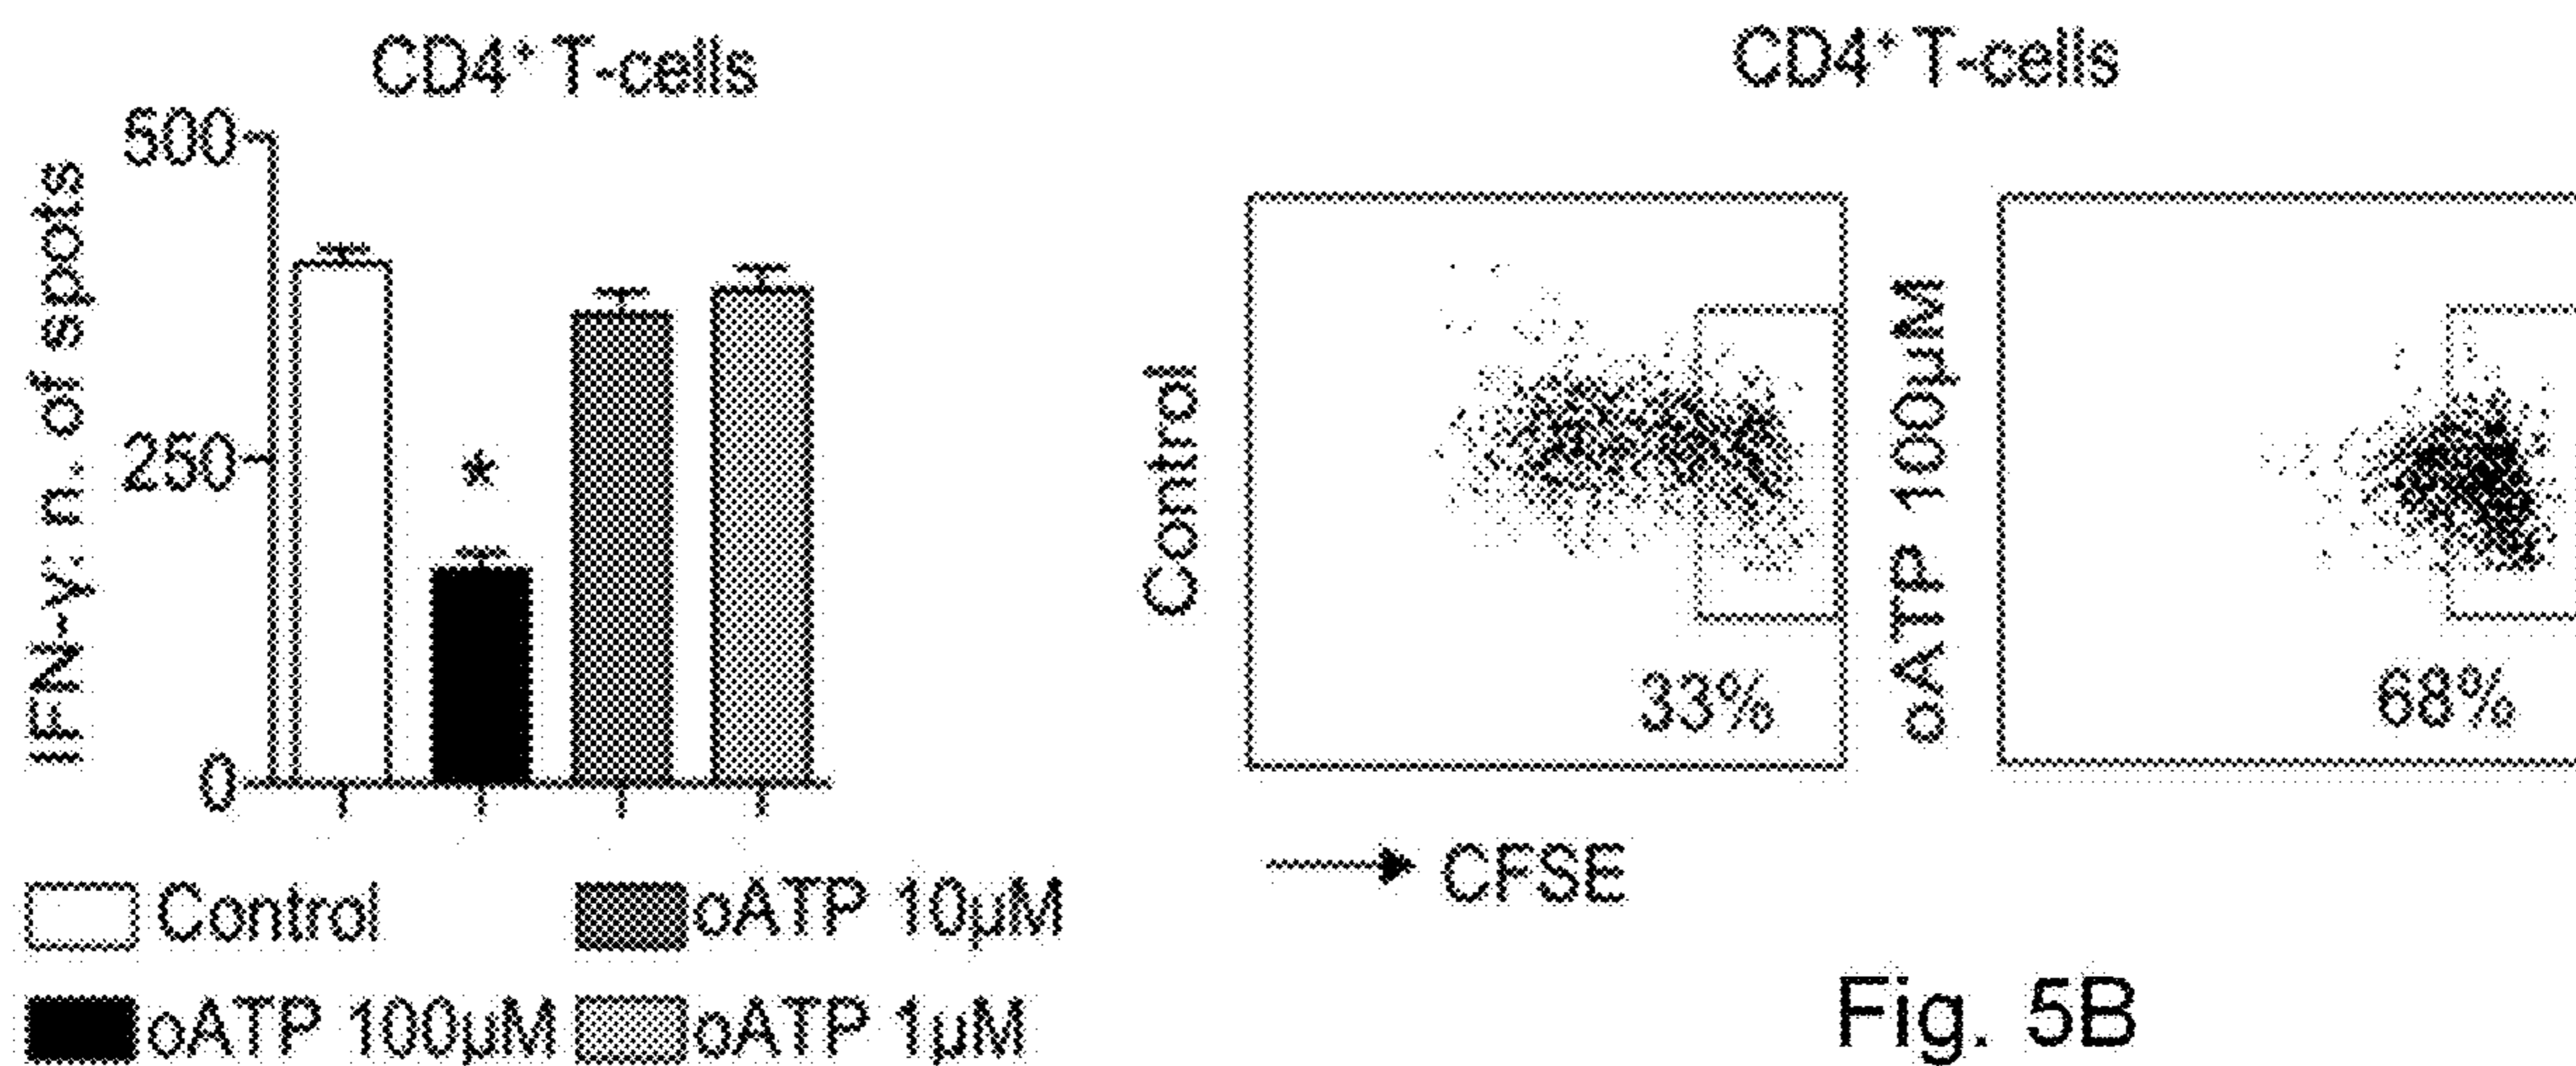 CD4⁺ T-cells
IFN-γ: n. of spots
500
250
*
0
Control
oATP 10µM
oATP 100µM
oATP 1µM
CD4⁺ T-cells
Control
33%
oATP 100µM
68%
CFSE
Fig. 5B